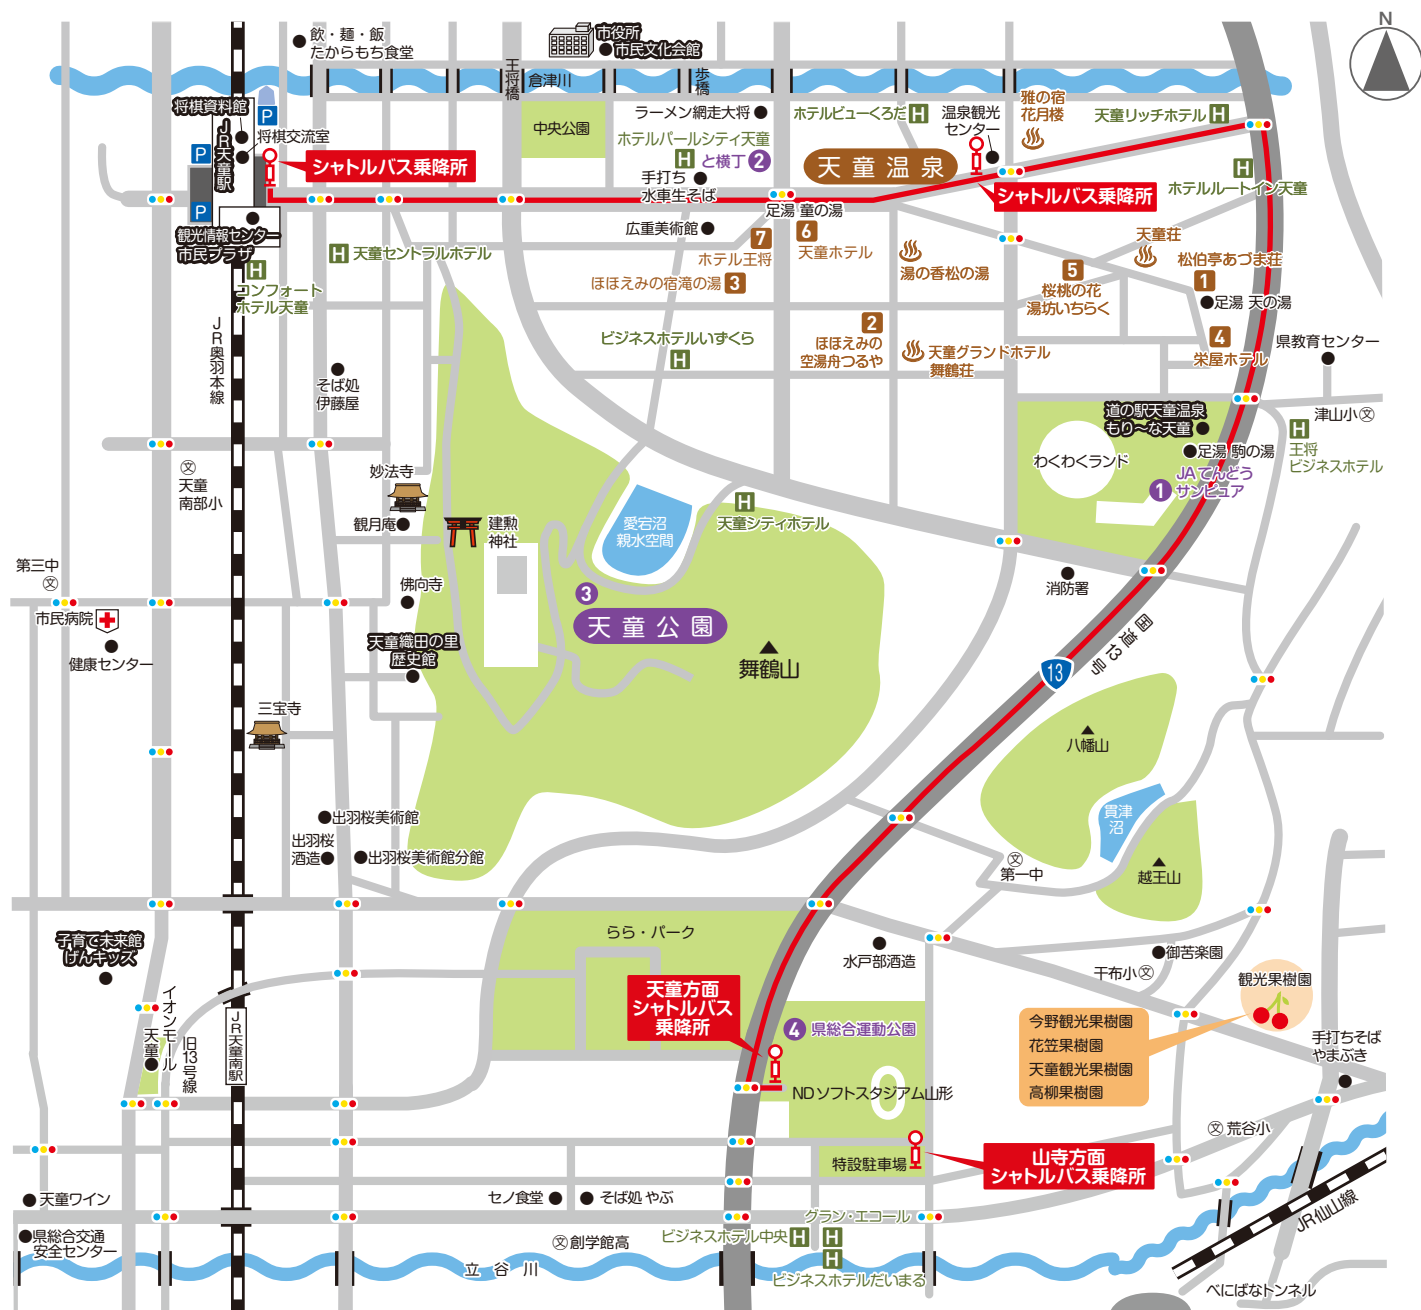 飲・麺・飯
たからもち食堂
市役所
市民文化会館
N
王将橋
倉津川
歩橋
将棋資料館
P
将棋交流室
JR天童駅
P
P
シャトルバス乗降所
観光情報センター
市民プラザ
中央公園
ラーメン網走大将
ホテルパールシティ天童
H
と横丁
2
手打ち
水車生そば
ホテルビューくろだ
H
温泉観光
センター
雅の宿
花月楼
天童リッチホテル
H
天童温泉
シャトルバス乗降所
H
ホテルルートイン天童
足湯 童の湯
広重美術館
7
ホテル王将
6
天童ホテル
ほほえみの宿滝の湯
3
湯の香松の湯
天童荘
5
桜桃の花
湯坊いちらく
松伯亭あづま荘
1
足湯 天の湯
H
天童セントラルホテル
H
コンフォート
ホテル天童
JR奥羽本線
2
ほほえみの
空湯舟つるや
ビジネスホテルいずくら
H
天童グランドホテル
舞鶴荘
4
栄屋ホテル
県教育センター
そば処
伊藤屋
道の駅天童温泉
もり〜な天童
津山小
文
H
王将
ビジネスホテル
足湯 駒の湯
わくわくランド
JAてんどう
サンピュア
1
文
天童
南部小
妙法寺
観月庵
建勲
神社
愛宕沼
親水空間
H
天童シティホテル
第三中
文
市民病院
健康センター
佛向寺
天童織田の里
歴史館
3
天童公園
舞鶴山
消防署
国道13号
13
三宝寺
八幡山
貫津
沼
越王山
出羽桜美術館
出羽桜
酒造
出羽桜美術館分館
文
第一中
子育て未来館
げんキッズ
らら・パーク
水戸部酒造
御苦楽園
干布小
文
観光果樹園
天童方面
シャトルバス
乗降所
4
県総合運動公園
今野観光果樹園
花笠果樹園
天童観光果樹園
高柳果樹園
イオンモール
天童
旧13号線
JR天童南駅
手打ちそば
やまぶき
NDソフトスタジアム山形
文
荒谷小
特設駐車場
山寺方面
シャトルバス乗降所
天童ワイン
セノ食堂
そば処 やぶ
グラン・エコール
県総合交通
安全センター
文
創学館高
ビジネスホテル中央
H
H
H
ビジネスホテルだいまる
立谷川
JR仙山線
べにばなトンネル